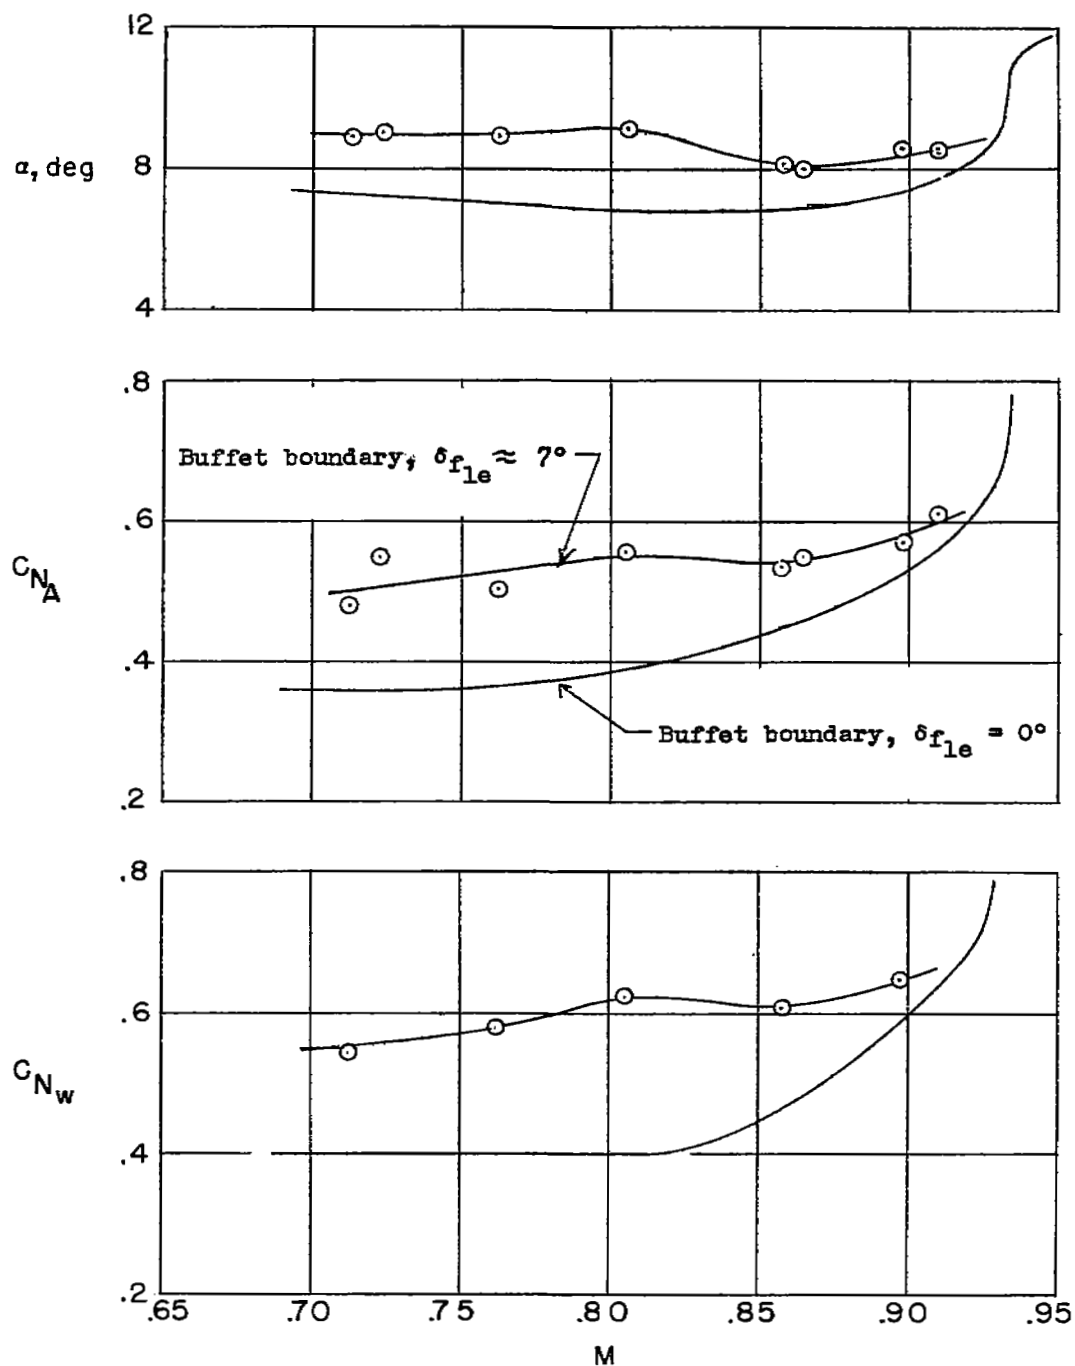 12
α, deg
8
4
.8
Buffet boundary, δfle ≈ 7°
.6
CNA
.4
Buffet boundary, δfle = 0°
.2
.8
.6
CNw
.4
.2
.65 .70 .75 .80 .85 .90 .95
M